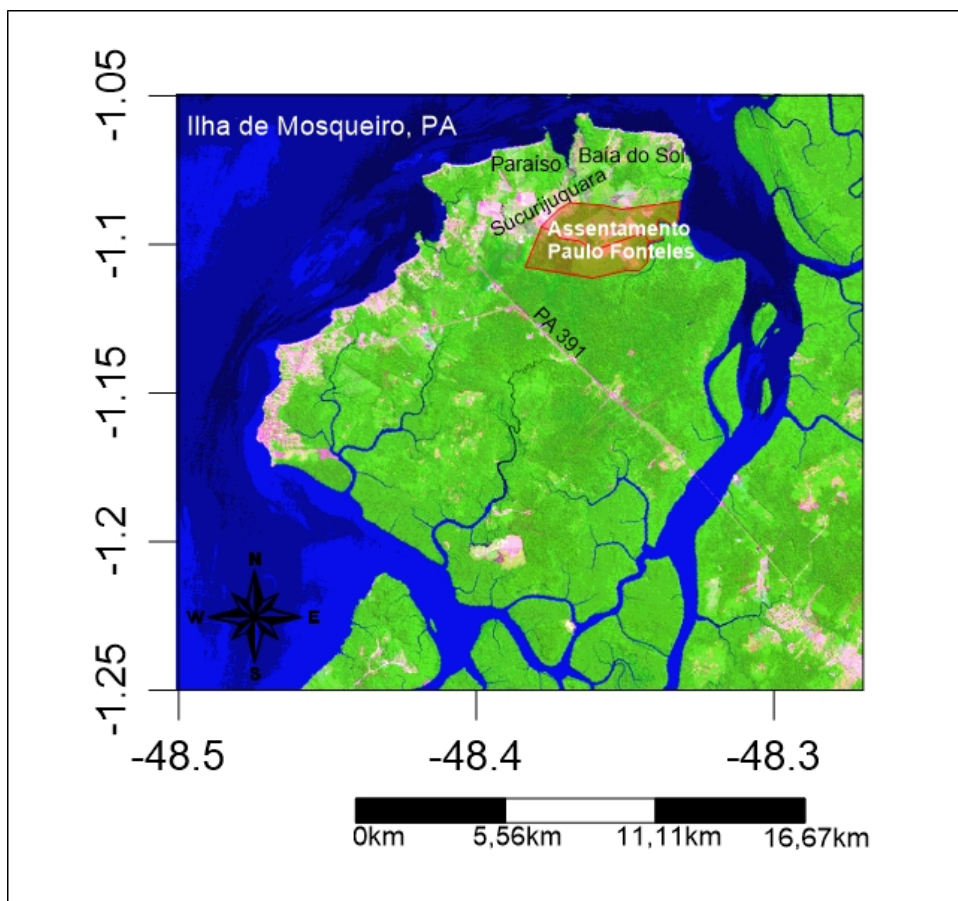 -1.05
Ilha de Mosqueiro, PA
Paraíso
Baía do Sol
Sucurijuquara
-1.1
Assentamento
Paulo Fonteles
PA 391
-1.15
-1.2
N
W
E
S
-1.25
-48.5
-48.4
-48.3
0km
5,56km
11,11km
16,67km